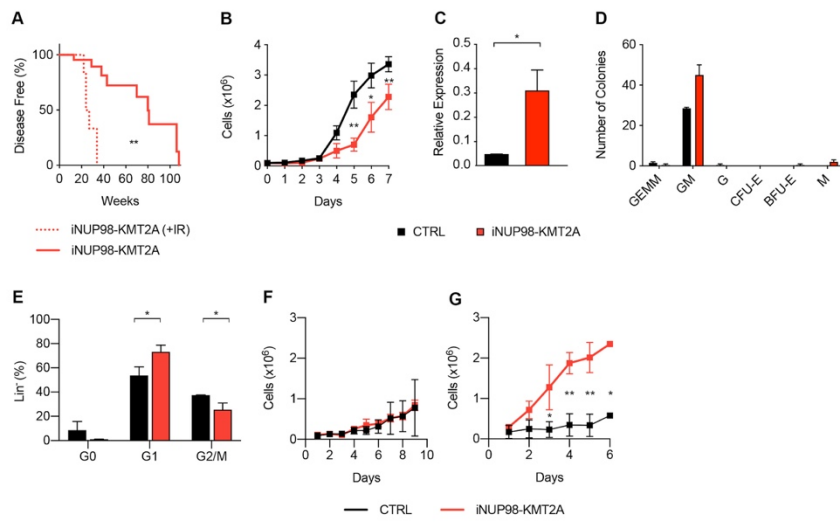 A
Disease Free (%)
100
50
0
0 20 40 60 80 100
Weeks
**
iNUP98-KMT2A (+IR)
iNUP98-KMT2A
B
Cells (x10⁶)
4
3
2
1
0
0 1 2 3 4 5 6 7
Days
**
*
**
C
Relative Expression
0.5
0.4
0.3
0.2
0.1
0.0
*
D
Number of Colonies
60
40
20
0
GEMM
GM
G
CFU-E
BFU-E
M
CTRL iNUP98-KMT2A
E
Lin⁻ (%)
100
80
60
40
20
0
G0 G1 G2/M
*
*
F
Cells (x10⁶)
3
2
1
0
0 2 4 6 8 10
Days
G
Cells (x10⁶)
3
2
1
0
0 2 4 6
Days
*
**
**
*
CTRL iNUP98-KMT2A